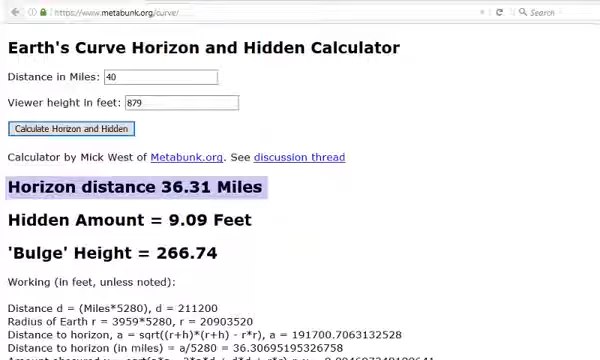 https://www.metabunk.org/curve/
Search
Earth's Curve Horizon and Hidden Calculator
Distance in Miles: 40
Viewer height in feet: 879
Calculate Horizon and Hidden
Calculator by Mick West of Metabunk.org. See discussion thread
Horizon distance 36.31 Miles
Hidden Amount = 9.09 Feet
'Bulge' Height = 266.74
Working (in feet, unless noted):
Distance d = (Miles*5280), d = 211200
Radius of Earth r = 3959*5280, r = 20903520
Distance to horizon, a = sqrt((r+h)*(r+h) - r*r), a = 191700.7063132528
Distance to horizon (in miles) = a/5280 = 36.30695195326758